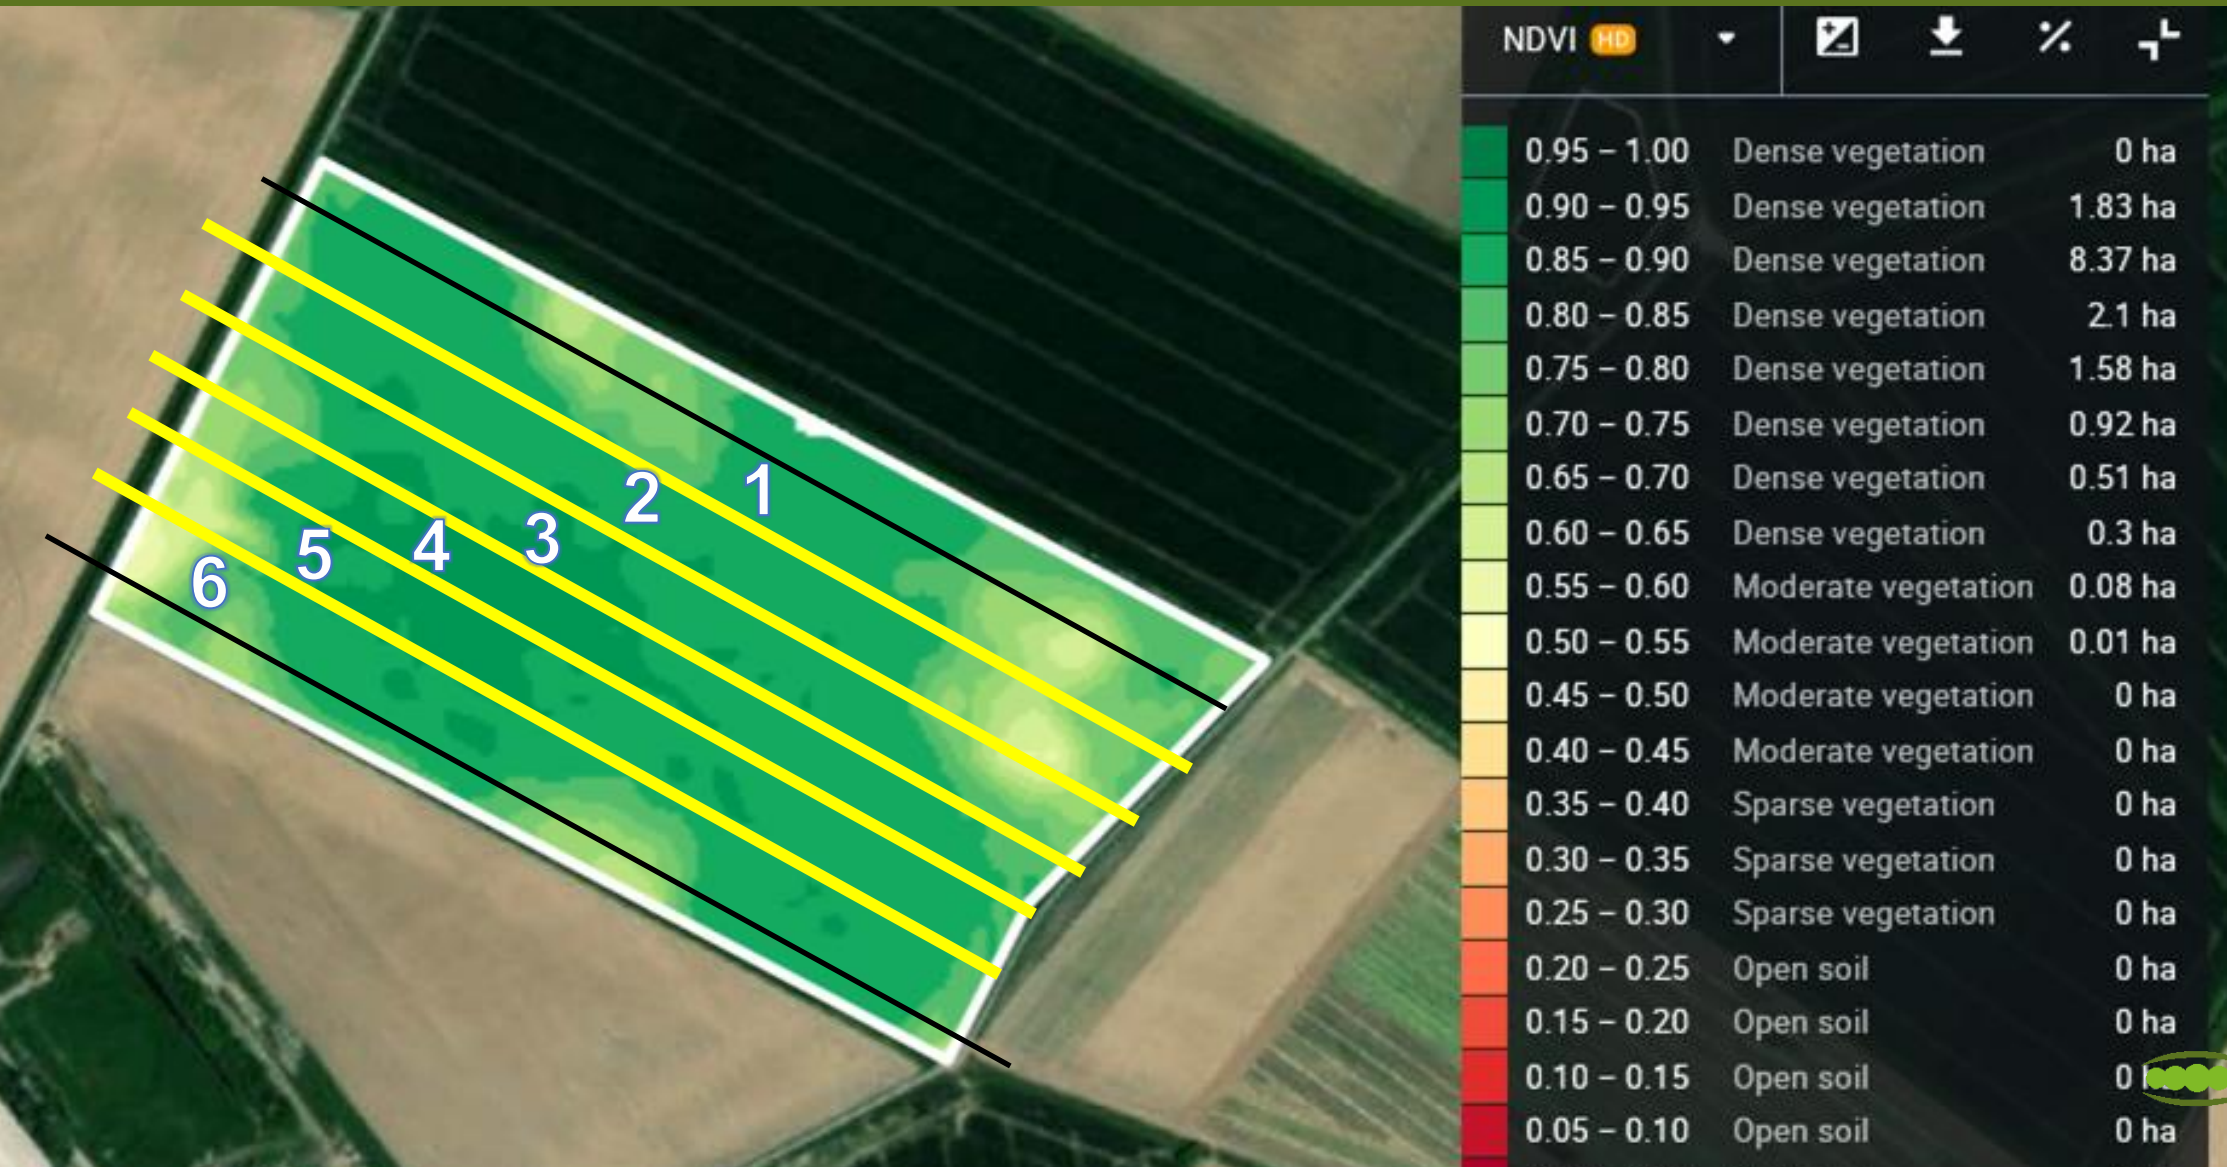 NDVI HD
0.95 – 1.00 Dense vegetation 0 ha
0.90 – 0.95 Dense vegetation 1.83 ha
0.85 – 0.90 Dense vegetation 8.37 ha
0.80 – 0.85 Dense vegetation 2.1 ha
0.75 – 0.80 Dense vegetation 1.58 ha
0.70 – 0.75 Dense vegetation 0.92 ha
0.65 – 0.70 Dense vegetation 0.51 ha
0.60 – 0.65 Dense vegetation 0.3 ha
0.55 – 0.60 Moderate vegetation 0.08 ha
0.50 – 0.55 Moderate vegetation 0.01 ha
0.45 – 0.50 Moderate vegetation 0 ha
0.40 – 0.45 Moderate vegetation 0 ha
0.35 – 0.40 Sparse vegetation 0 ha
0.30 – 0.35 Sparse vegetation 0 ha
0.25 – 0.30 Sparse vegetation 0 ha
0.20 – 0.25 Open soil 0 ha
0.15 – 0.20 Open soil 0 ha
0.10 – 0.15 Open soil 0
0.05 – 0.10 Open soil 0 ha
1
2
3
4
5
6